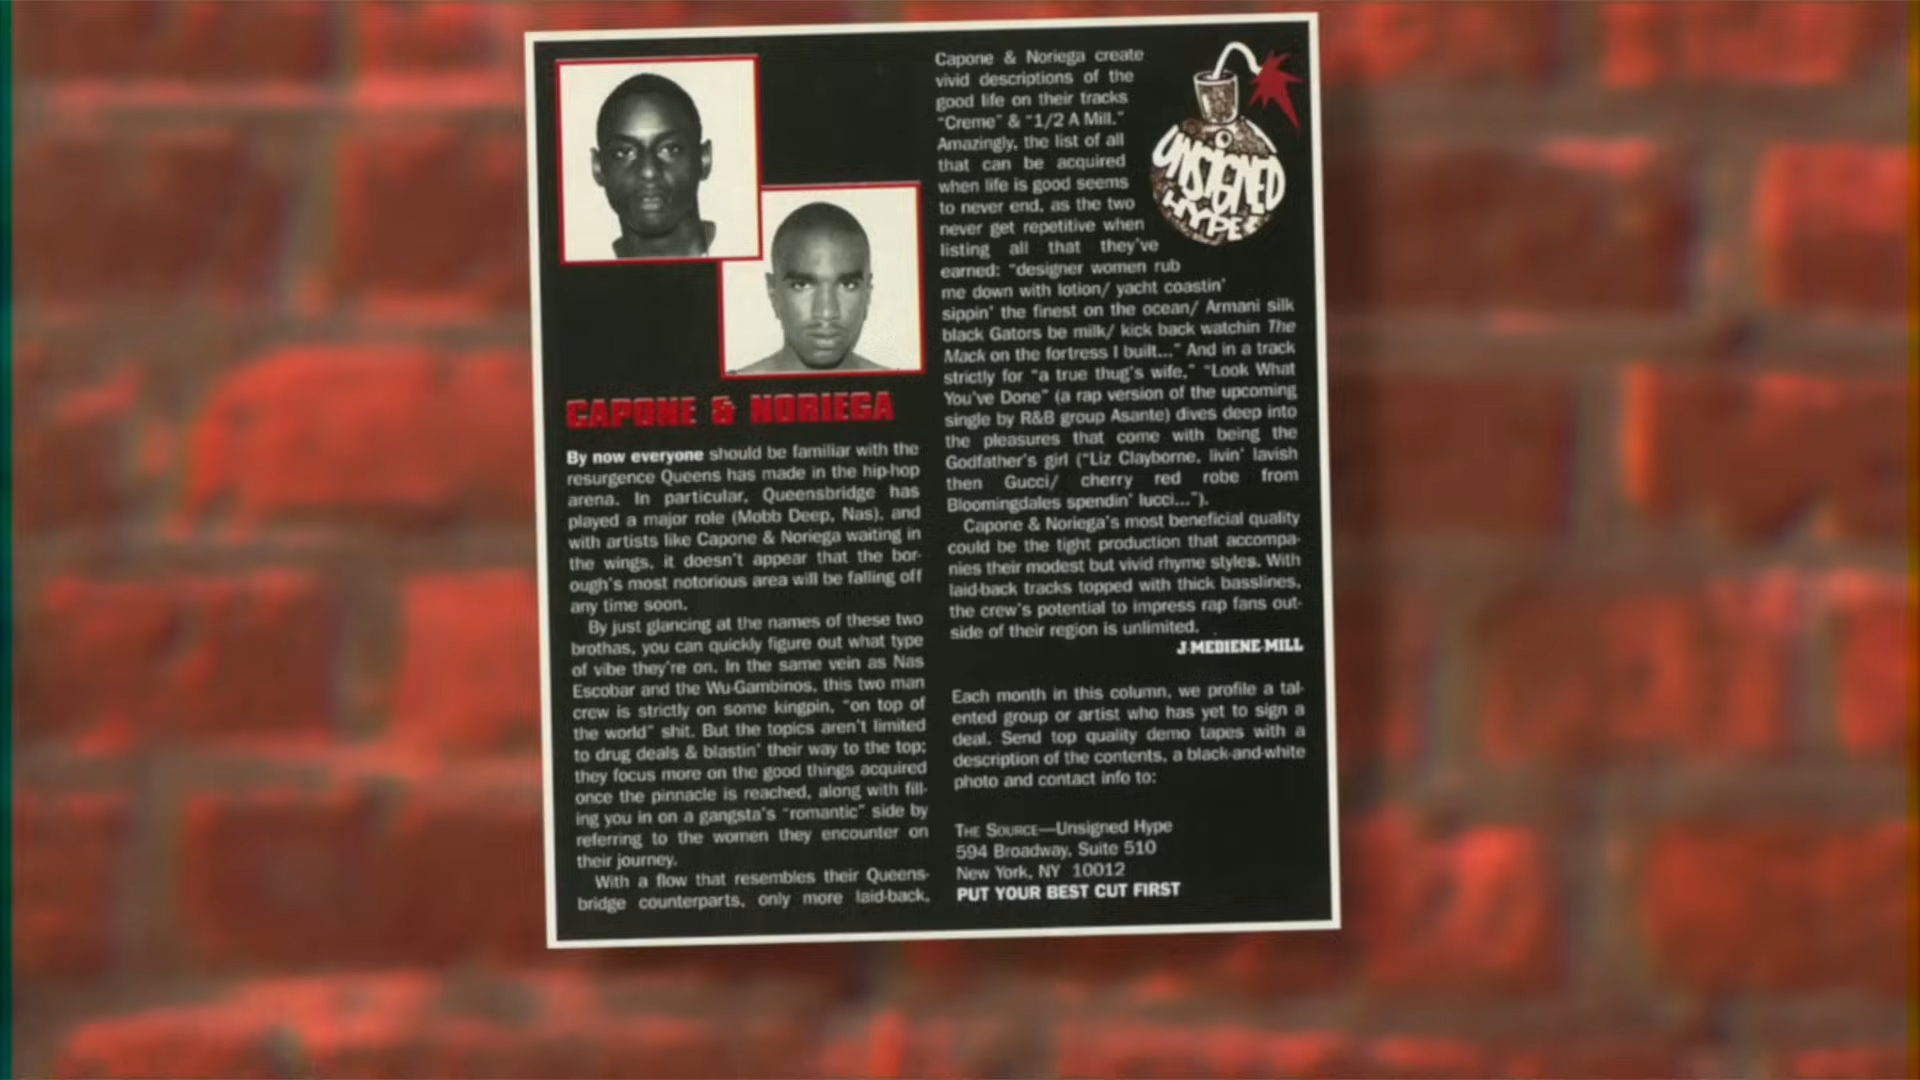 CAPONE & NORIEGA
By now everyone should be familiar with the
resurgence Queens has made in the hip-hop
arena. In particular, Queensbridge has
played a major role (Mobb Deep, Nas), and
with artists like Capone & Noriega waiting in
the wings, it doesn't appear that the bor-
ough's most notorious area will be falling off
any time soon.
By just glancing at the names of these two
brothas, you can quickly figure out what type
of vibe they're on. In the same vein as Nas
Escobar and the Wu-Gambinos, this two man
crew is strictly on some kingpin, "on top of
the world" shit. But the topics aren't limited
to drug deals & blastin' their way to the top;
they focus more on the good things acquired
once the pinnacle is reached, along with fill-
ing you in on a gangsta's "romantic" side by
referring to the women they encounter on
their journey.
With a flow that resembles their Queens-
bridge counterparts, only more laid-back,
Capone & Noriega create
vivid descriptions of the
good life on their tracks
"Creme" & "1/2 A Mill."
Amazingly, the list of all
that can be acquired
when life is good seems
to never end, as the two
never get repetitive when
listing all that they've
earned: "designer women rub
me down with lotion/ yacht coastin'
sippin' the finest on the ocean/ Armani silk
black Gators be milk/ kick back watchin The
Mack on the fortress I built..." And in a track
strictly for "a true thug's wife," "Look What
You've Done" (a rap version of the upcoming
single by R&B group Asante) dives deep into
the pleasures that come with being the
Godfather's girl ("Liz Clayborne, livin' lavish
then Gucci/ cherry red robe from
Bloomingdales spendin' lucci...").
Capone & Noriega's most beneficial quality
could be the tight production that accompa-
nies their modest but vivid rhyme styles. With
laid-back tracks topped with thick basslines,
the crew's potential to impress rap fans out-
side of their region is unlimited.
J MEDIENE MILL
UNSIGNED
HYPE
Each month in this column, we profile a tal-
ented group or artist who has yet to sign a
deal. Send top quality demo tapes with a
description of the contents, a black-and-white
photo and contact info to:
THE SOURCE—Unsigned Hype
594 Broadway, Suite 510
New York, NY 10012
PUT YOUR BEST CUT FIRST